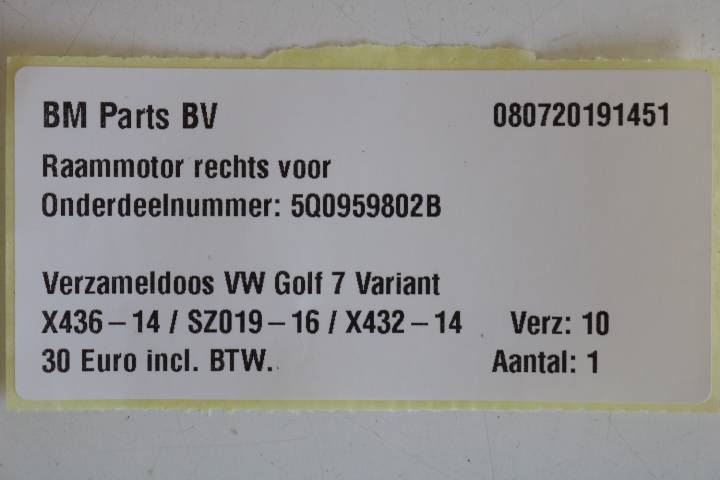 BM Parts BV 080720191451
Raammotor rechts voor
Onderdeelnummer: 5Q0959802B
Verzameldoos VW Golf 7 Variant
X436-14 / SZ019-16 / X432-14 Verz: 10
30 Euro incl. BTW. Aantal: 1